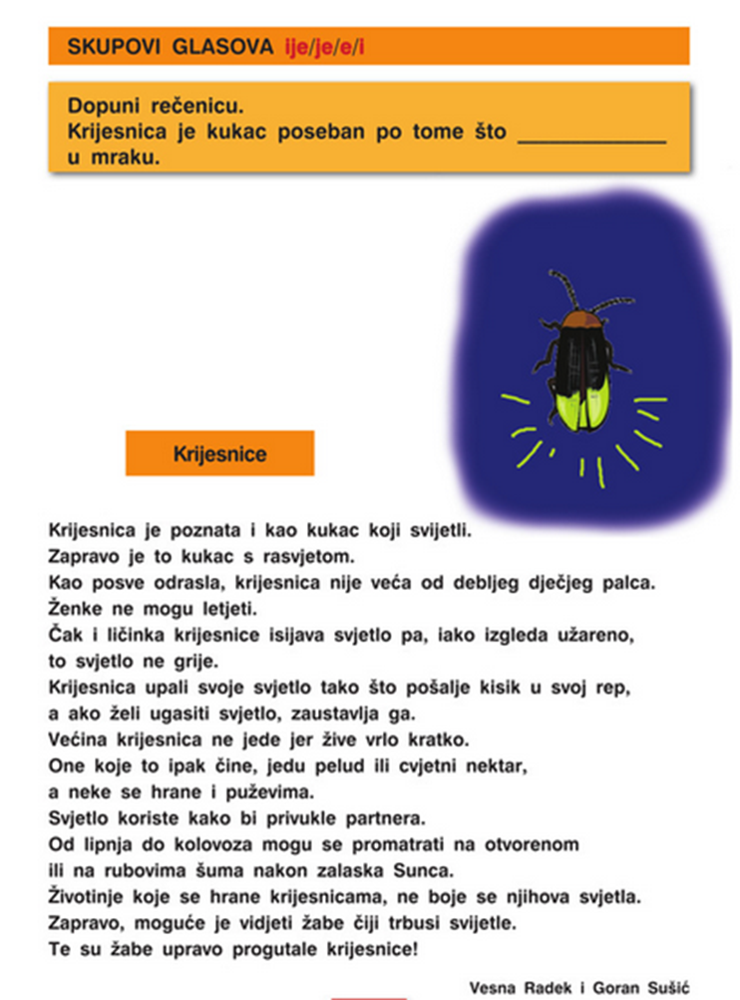 SKUPOVI GLASOVA ije/je/e/i
Dopuni rečenicu.
Krijesnica je kukac poseban po tome što ____________
u mraku.
Krijesnice
Krijesnica je poznata i kao kukac koji svijetli.
Zapravo je to kukac s rasvjetom.
Kao posve odrasla, krijesnica nije veća od debljeg dječjeg palca.
Ženke ne mogu letjeti.
Čak i ličinka krijesnice isijava svjetlo pa, iako izgleda užareno,
to svjetlo ne grije.
Krijesnica upali svoje svjetlo tako što pošalje kisik u svoj rep,
a ako želi ugasiti svjetlo, zaustavlja ga.
Većina krijesnica ne jede jer žive vrlo kratko.
One koje to ipak čine, jedu pelud ili cvjetni nektar,
a neke se hrane i puževima.
Svjetlo koriste kako bi privukle partnera.
Od lipnja do kolovoza mogu se promatrati na otvorenom
ili na rubovima šuma nakon zalaska Sunca.
Životinje koje se hrane krijesnicama, ne boje se njihova svjetla.
Zapravo, moguće je vidjeti žabe čiji trbusi svijetle.
Te su žabe upravo progutale krijesnice!
Vesna Radek i Goran Sušić